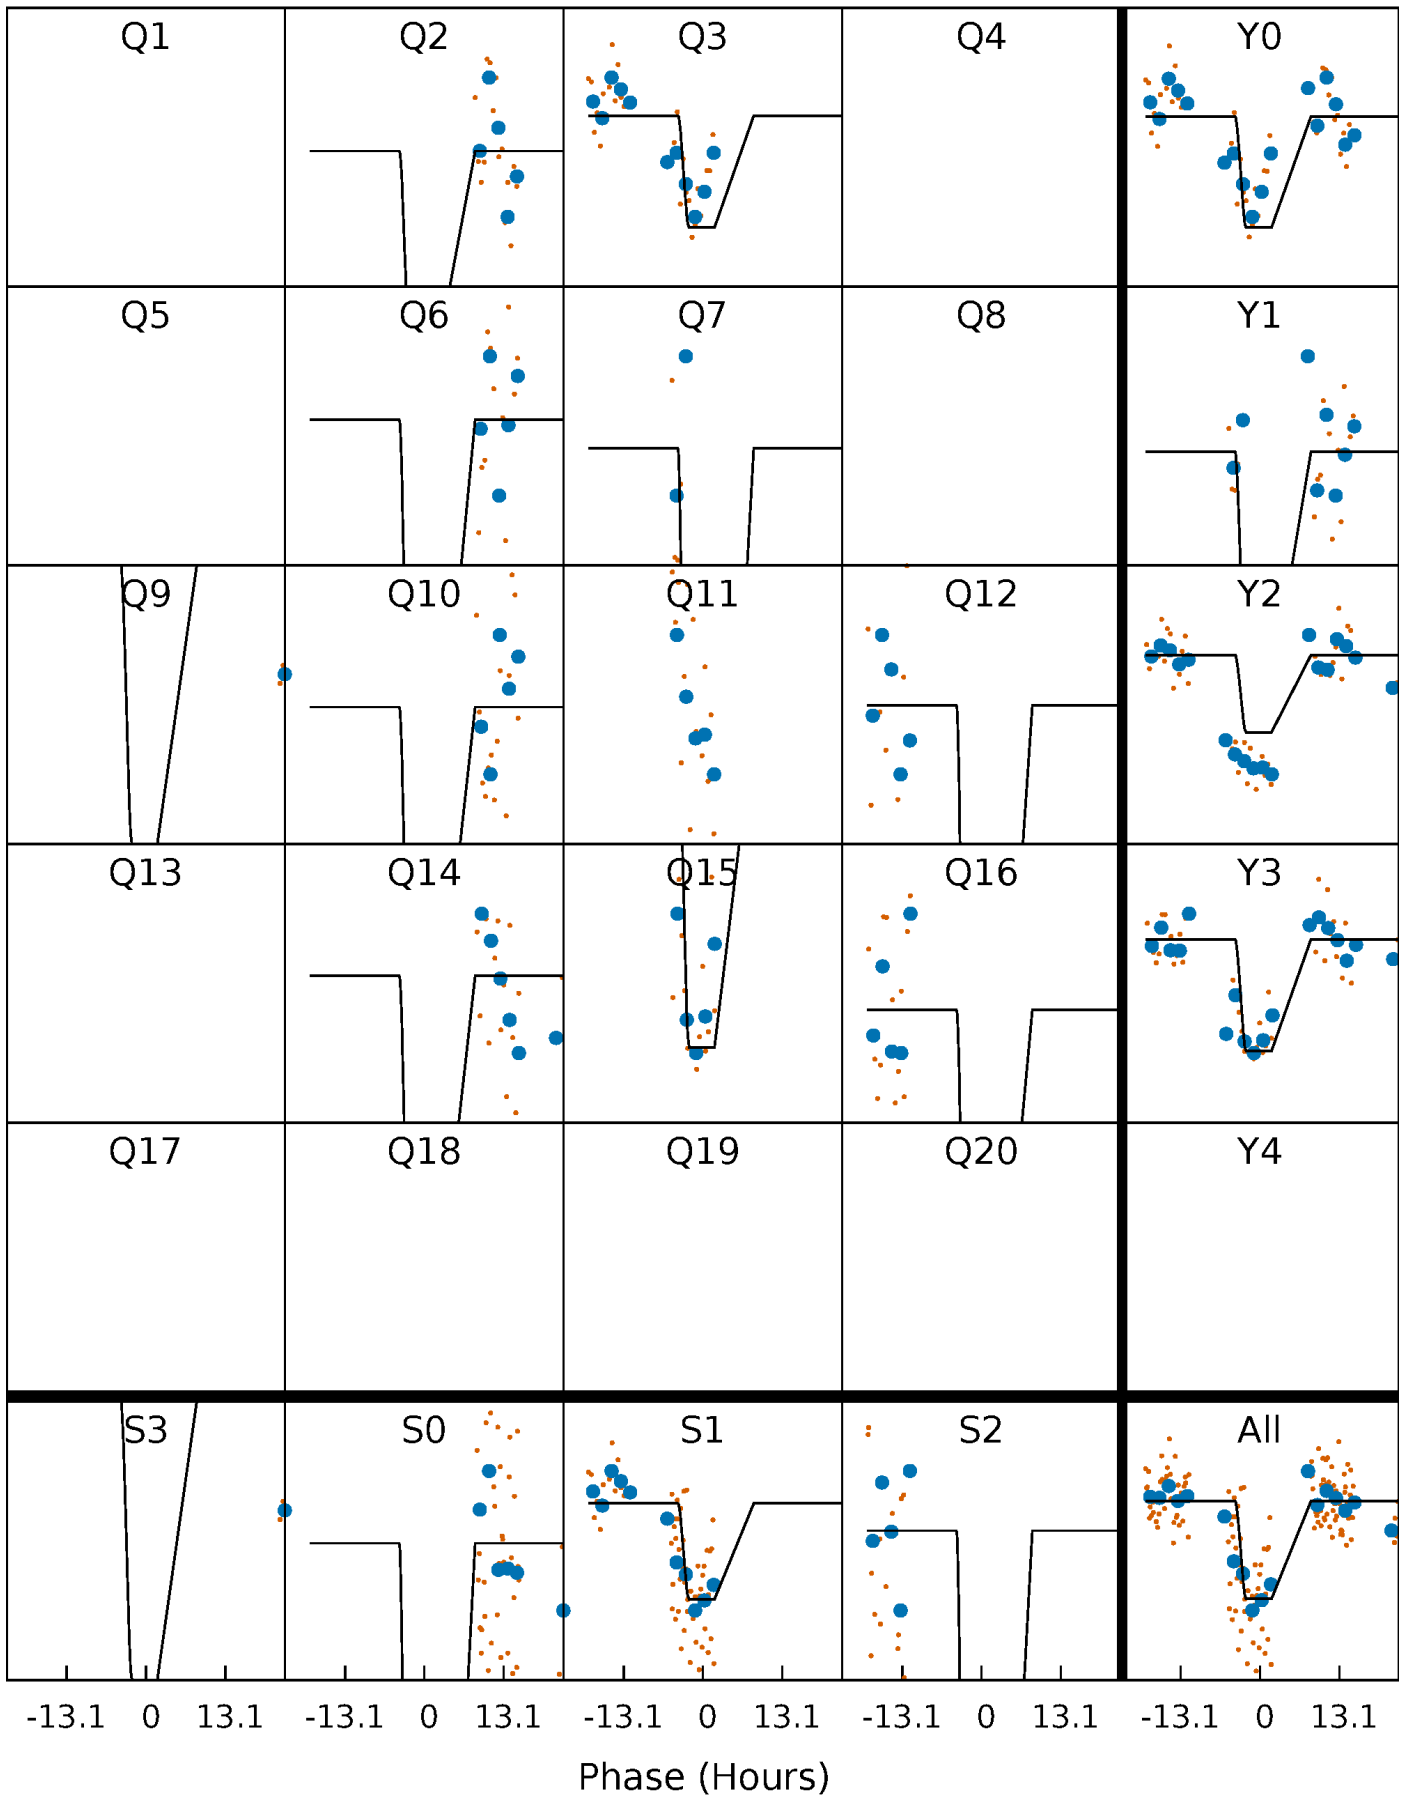 Q1 Q2 Q3 Q4 Y0
Q5 Q6 Q7 Q8 Y1
Q9 Q10 Q11 Q12 Y2
Q13 Q14 Q15 Q16 Y3
Q17 Q18 Q19 Q20 Y4
S3 S0 S1 S2 All
-13.1 0 13.1 -13.1 0 13.1 -13.1 0 13.1 -13.1 0 13.1 -13.1 0 13.1
Phase (Hours)